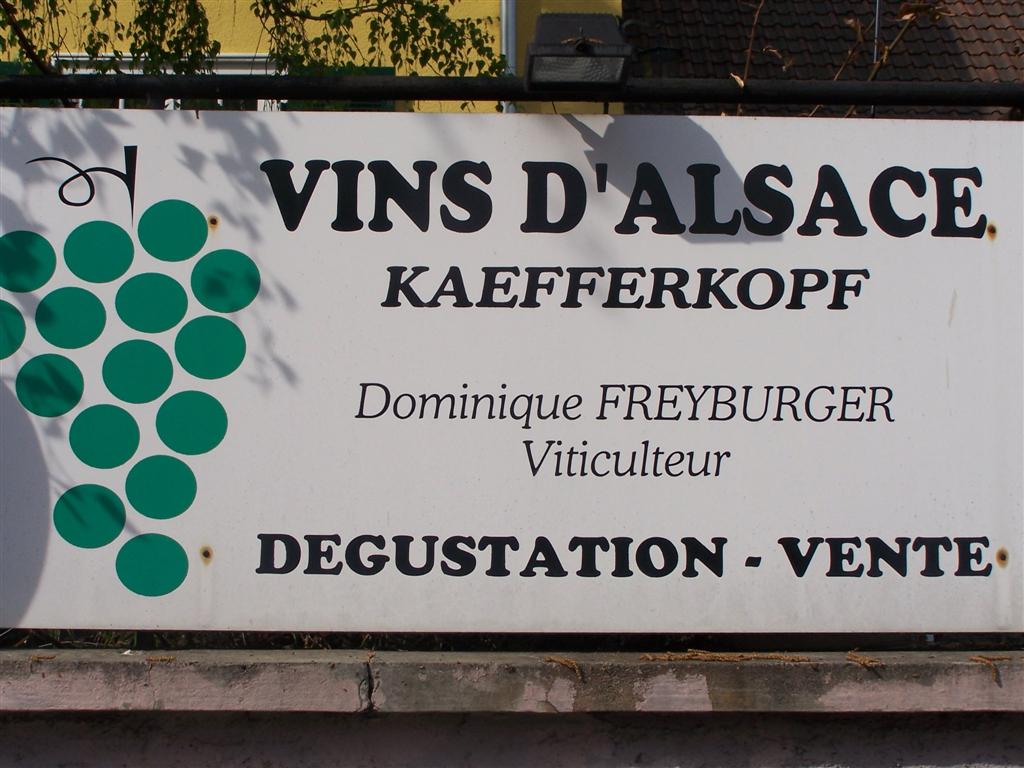 VINS D'ALSACE
KAEFFERKOPF
Dominique FREYBURGER
Viticulteur
DEGUSTATION - VENTE